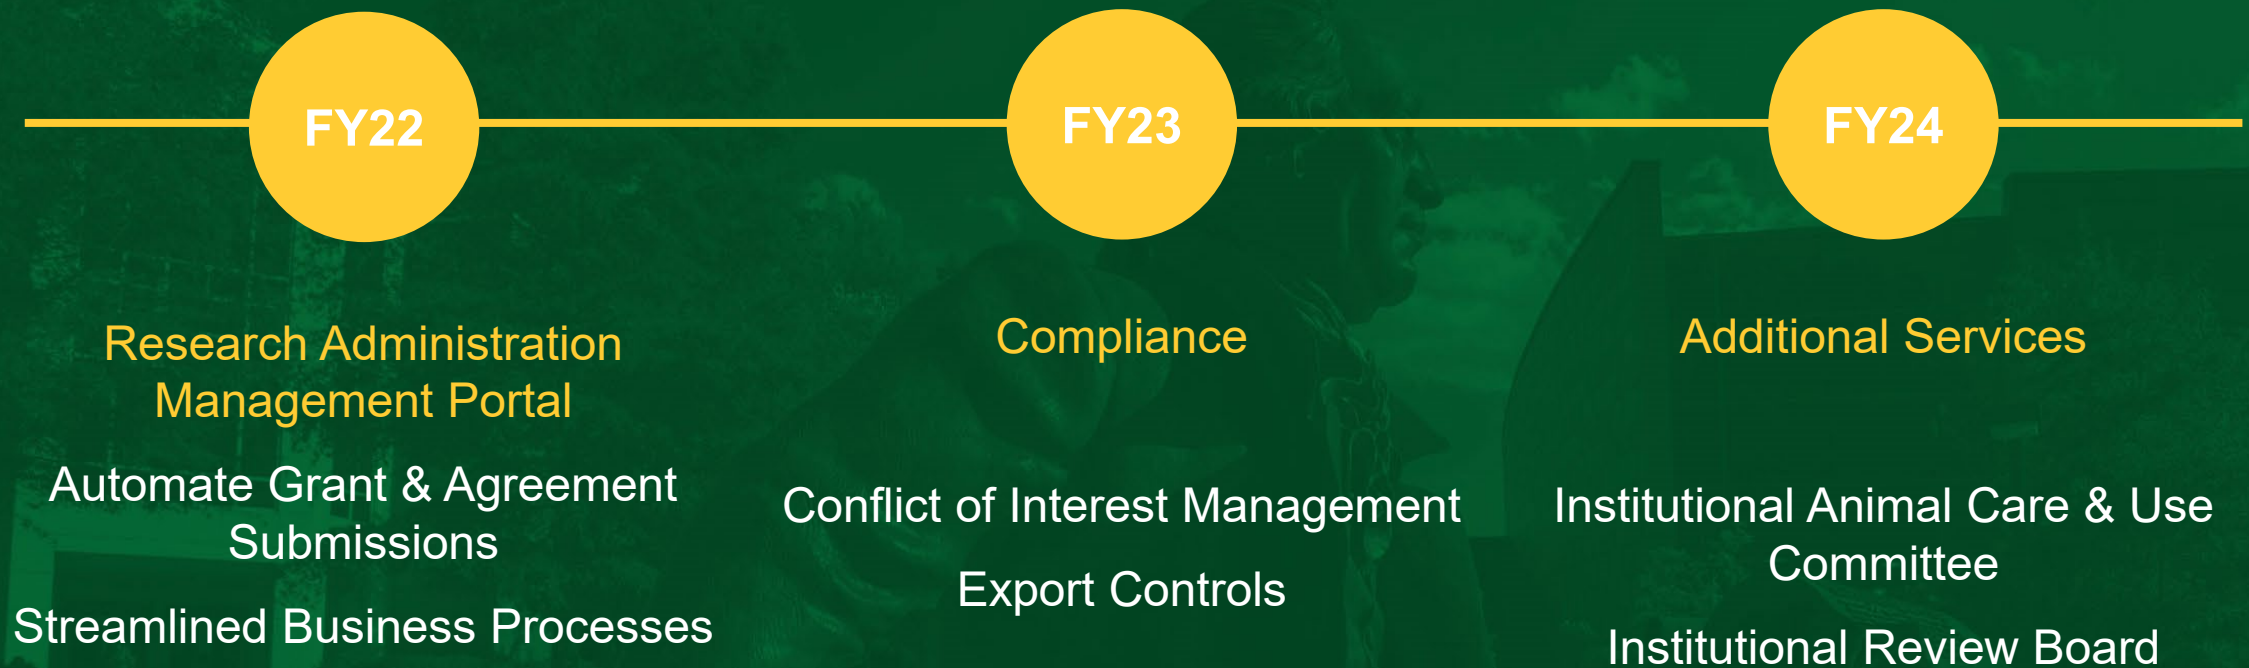 FY22
FY23
FY24
Research Administration
Management Portal
Automate Grant & Agreement
Submissions
Streamlined Business Processes
Compliance
Conflict of Interest Management
Export Controls
Additional Services
Institutional Animal Care & Use
Committee
Institutional Review Board